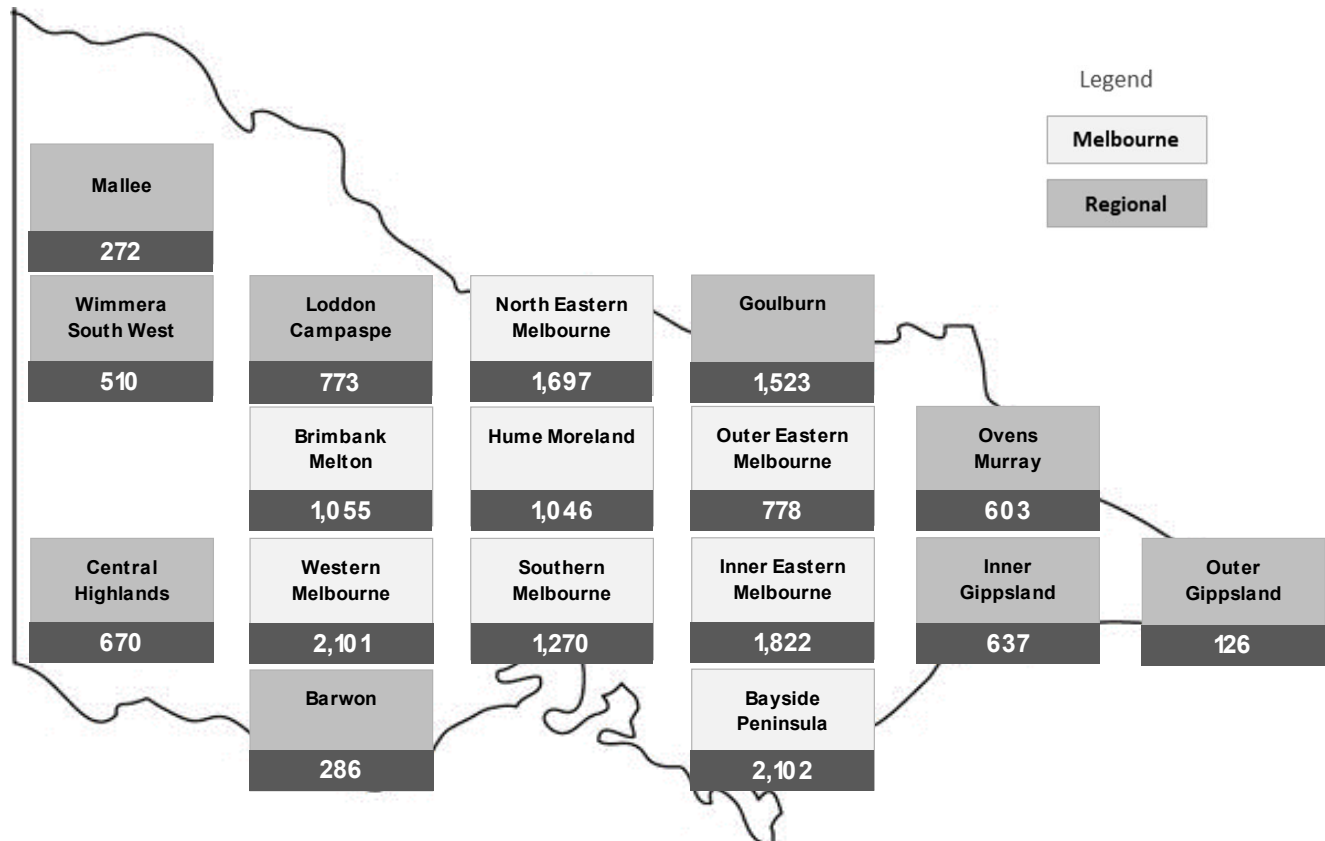 Legend
Melbourne
Regional
Mallee
272
Wimmera
South West
510
Loddon
Campaspe
773
North Eastern
Melbourne
1,697
Goulburn
1,523
Brimbank
Melton
1,055
Hume Moreland
1,046
Outer Eastern
Melbourne
778
Ovens
Murray
603
Central
Highlands
670
Western
Melbourne
2,101
Southern
Melbourne
1,270
Inner Eastern
Melbourne
1,822
Inner
Gippsland
637
Outer
Gippsland
126
Barwon
286
Bayside
Peninsula
2,102